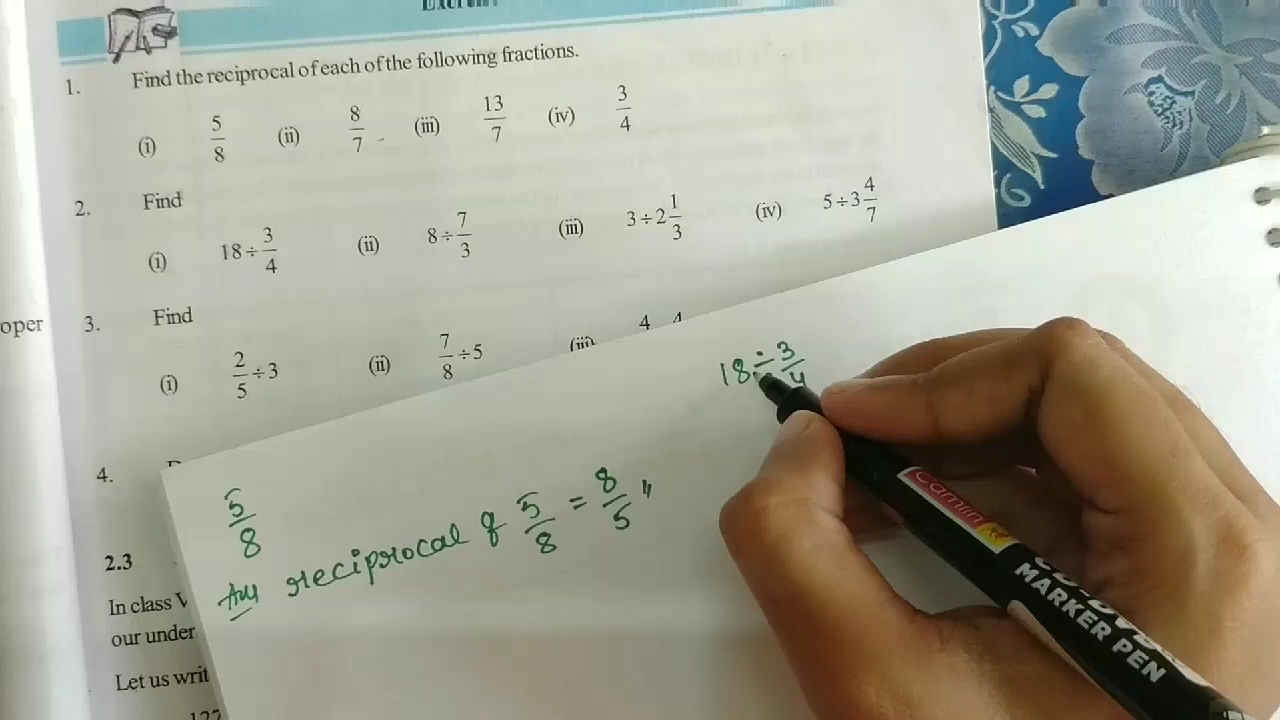 1. Find the reciprocal of each of the following fractions.
(i) 5/8 (ii) 8/7 (iii) 13/7 (iv) 3/4
2. Find
(i) 18 ÷ 3/4 (ii) 8 ÷ 7/3 (iii) 3 ÷ 2 1/3 (iv) 5 ÷ 3 4/7
oper
3. Find
(i) 2/5 ÷ 3 (ii) 7/8 ÷ 5 (iii) 4 4
4.
2.3
In class V
our under
Let us writ
18 ÷ 3/4
5/8
Ans reciprocal of 5/8 = 8/5 "
Camlin
MARKER PEN